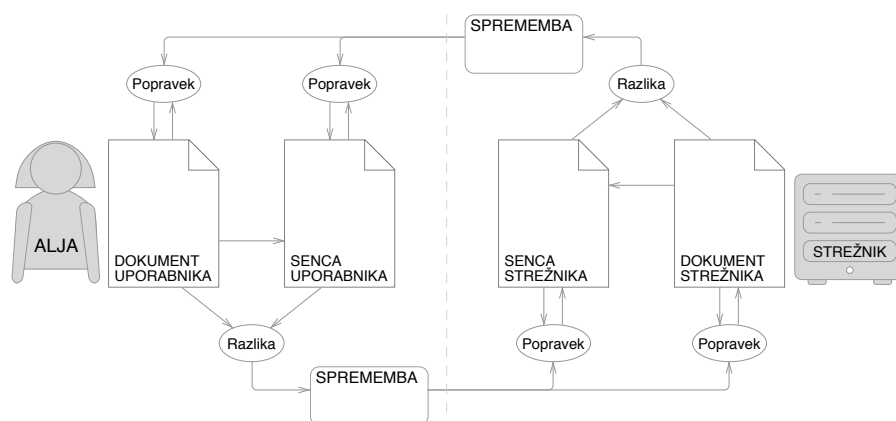 SPREMEMBA
Popravek
Popravek
Razlika
ALJA
DOKUMENT
UPORABNIKA
SENCA
UPORABNIKA
SENCA
STREŽNIKA
DOKUMENT
STREŽNIKA
STREŽNIK
Razlika
Popravek
Popravek
SPREMEMBA